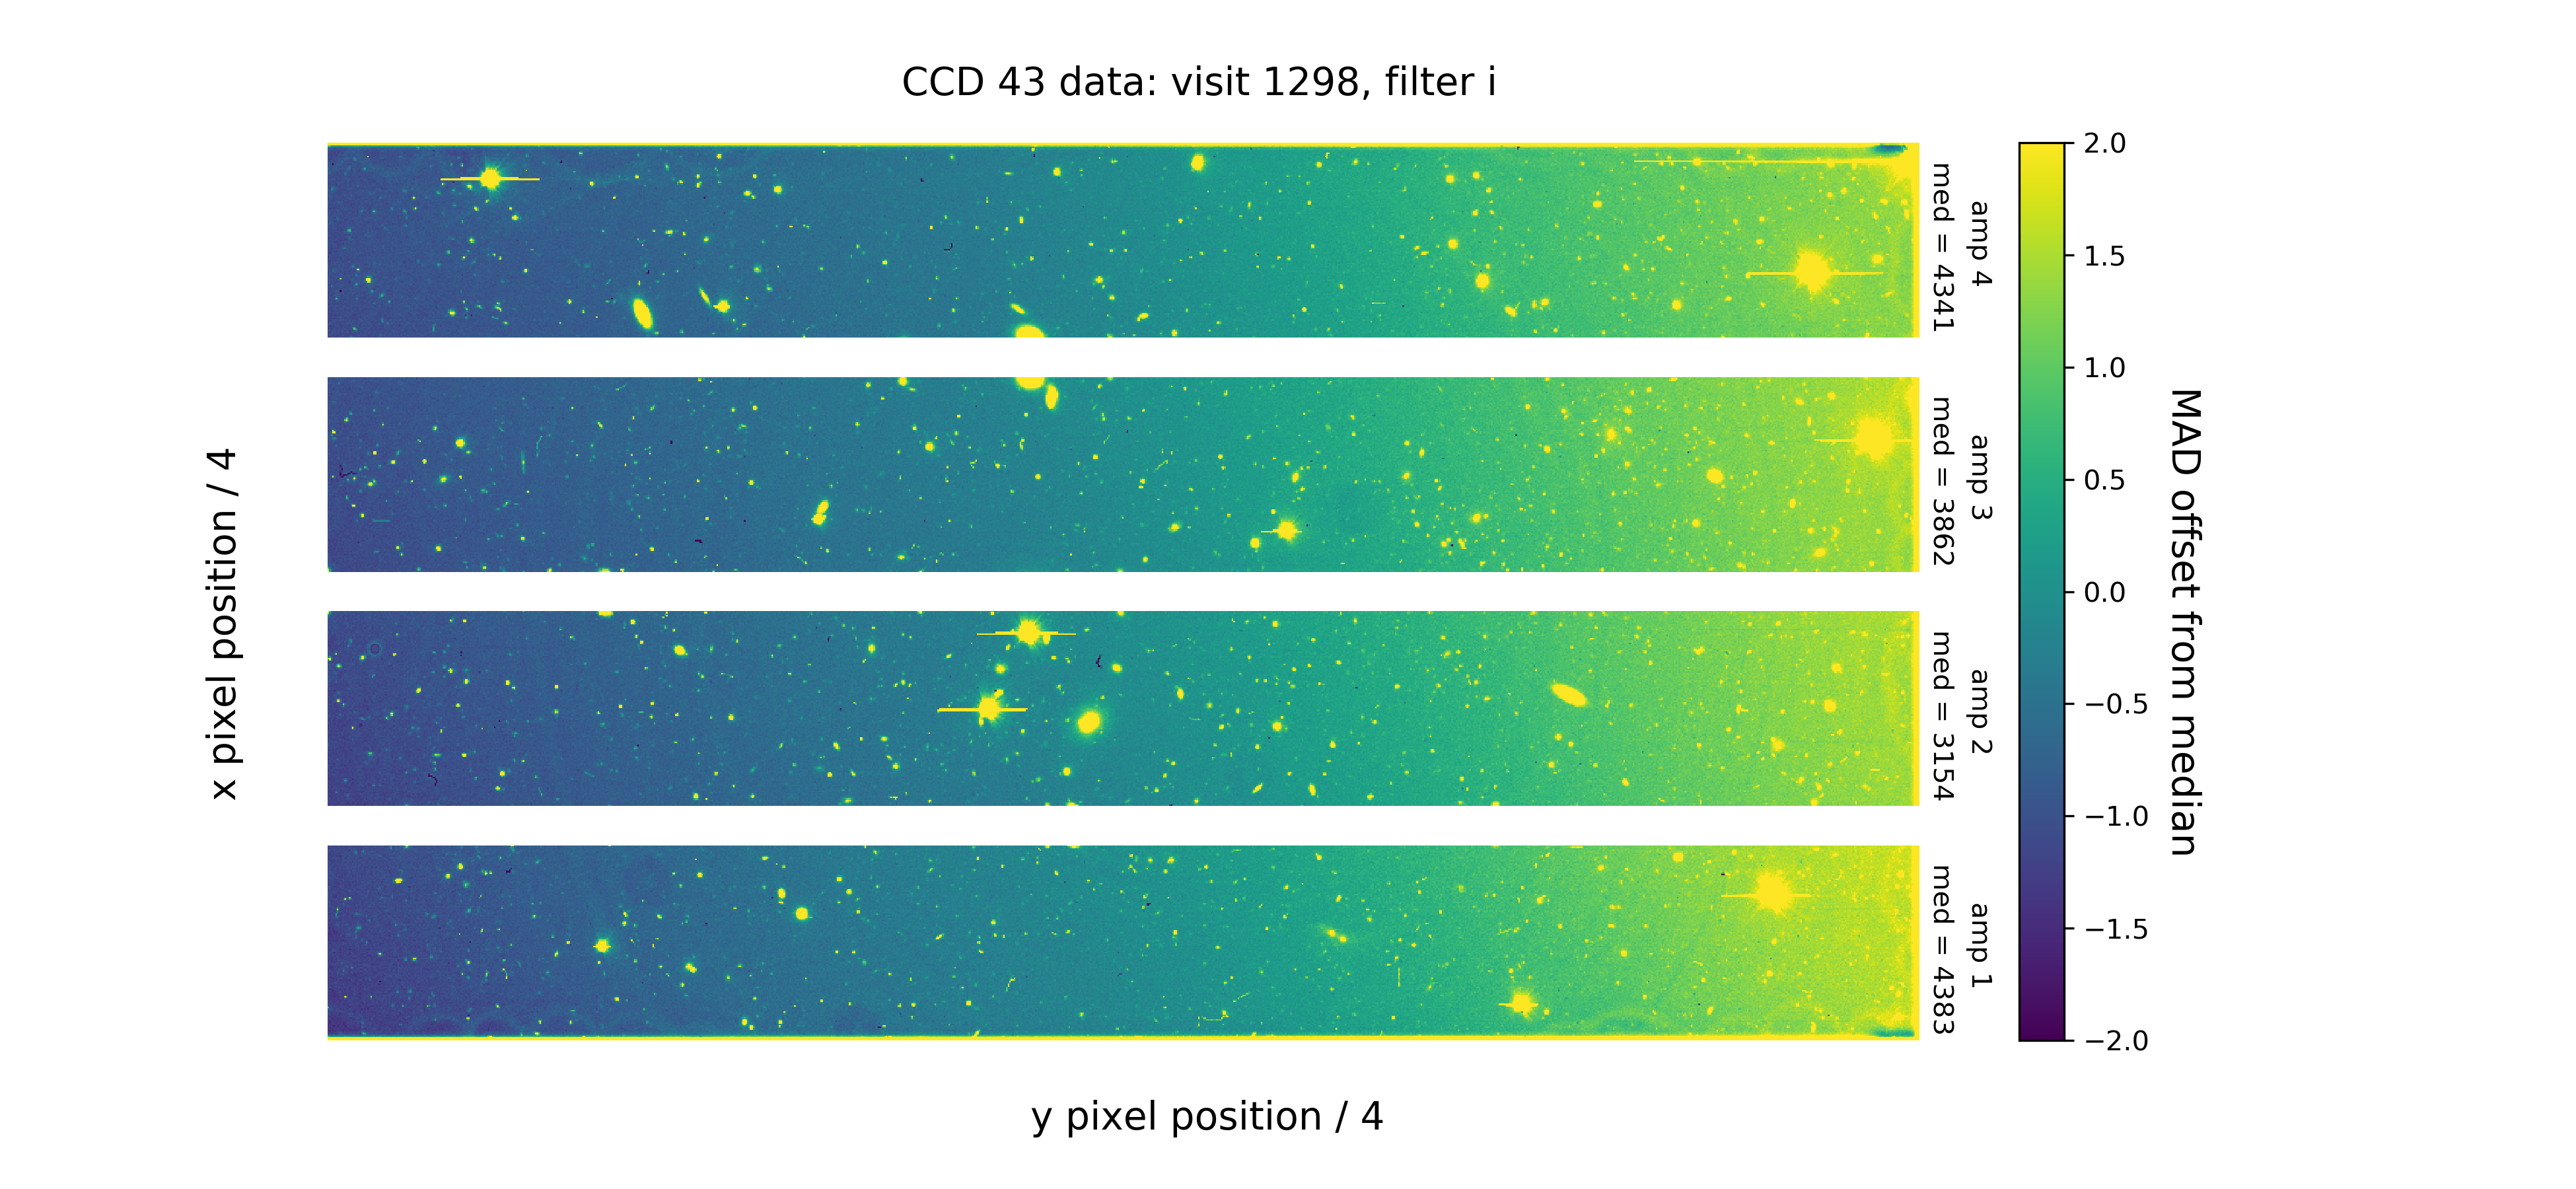 CCD 43 data: visit 1298, filter i
x pixel position / 4
amp 4
med = 4341
amp 3
med = 3862
amp 2
med = 3154
amp 1
med = 4383
y pixel position / 4
2.0
1.5
1.0
0.5
0.0
−0.5
−1.0
−1.5
−2.0
MAD offset from median